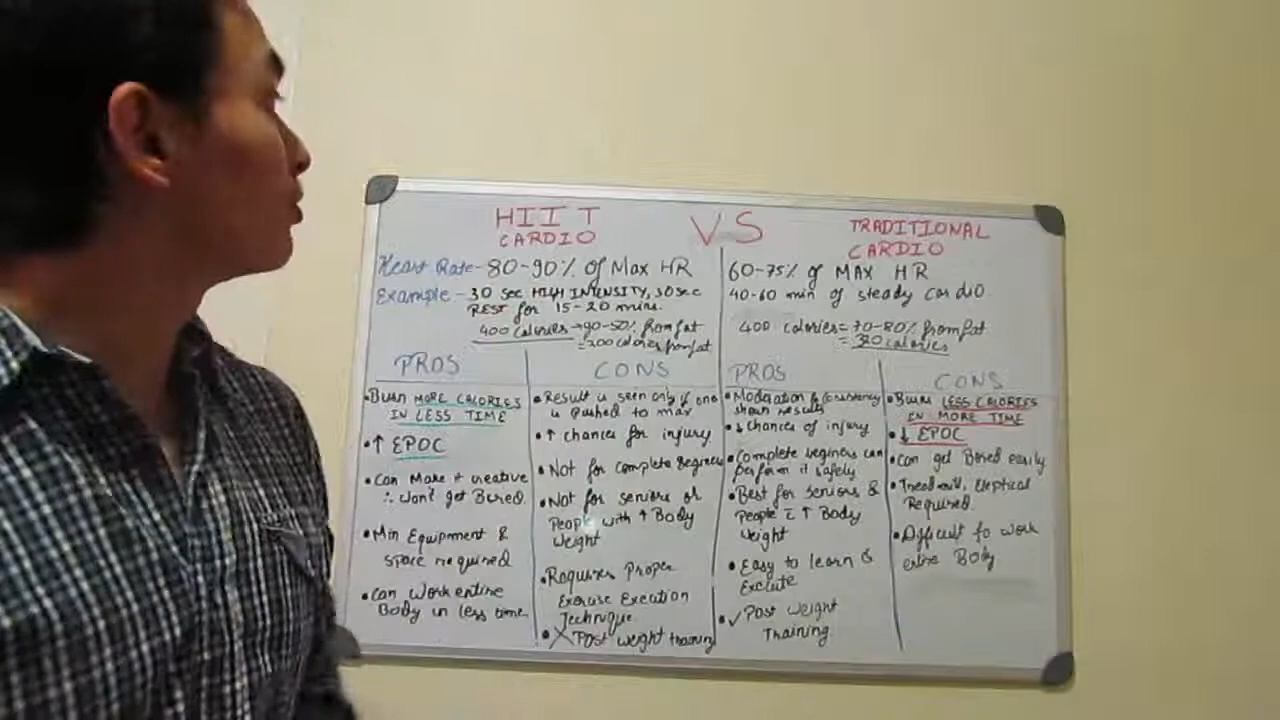 HIIT
CARDIO
VS
TRADITIONAL
CARDIO
Heart Rate - 80-90% of Max HR
Example - 30 sec HIGH INTENSITY, 30 sec
REST for 15-20 mins.
400 calories → 40-50% from fat
= 200 calories from fat
60-75% of MAX HR
40-60 min of steady cardio
400 calories = 70-80% from fat
= 320 calories
PROS
• Burn MORE CALORIES
IN LESS TIME
• ↑ EPOC
• Can Make it creative
∴ Won't get Bored
• Min Equipment &
space required
• Can Work entire
Body in less time
CONS
• Result is seen only if one
is pushed to max
• ↑ chances for injury
• Not for complete beginers
• Not for seniors or
People with ↑ Body
Weight
• Requires Proper
Exercise Execution
Technique
• X Post weight training
PROS
• Moderation & consistency
shown results
• ↓ Chances of injury
• Complete beginers can
perform it safely
• Best for seniors &
People c ↑ Body
Weight
• Easy to learn &
Execute
• ✓ Post Weight
Training
CONS
• Burn LESS CALORIES
IN MORE TIME
• ↓ EPOC
• Can get Bored easily
• Treadmill, Eleptical
Required.
• Difficult to work
entire Body